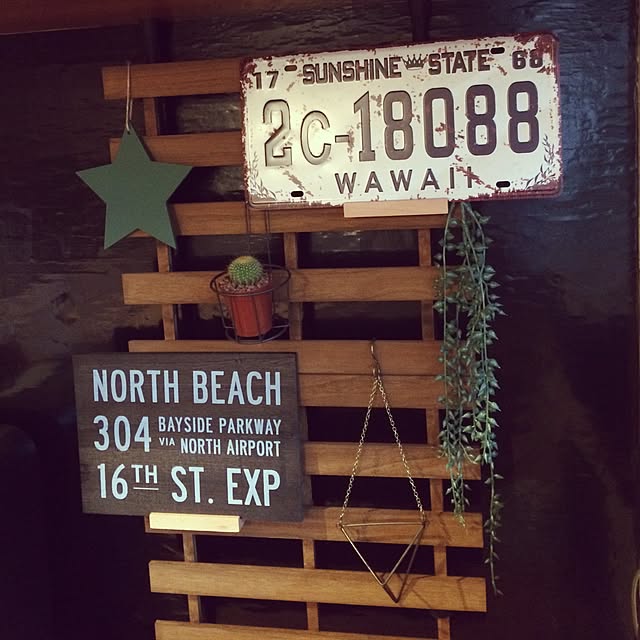 17 SUNSHINE STATE 68
2C-18088
WAWAII
NORTH BEACH
304 BAYSIDE PARKWAY
VIA NORTH AIRPORT
16TH ST. EXP